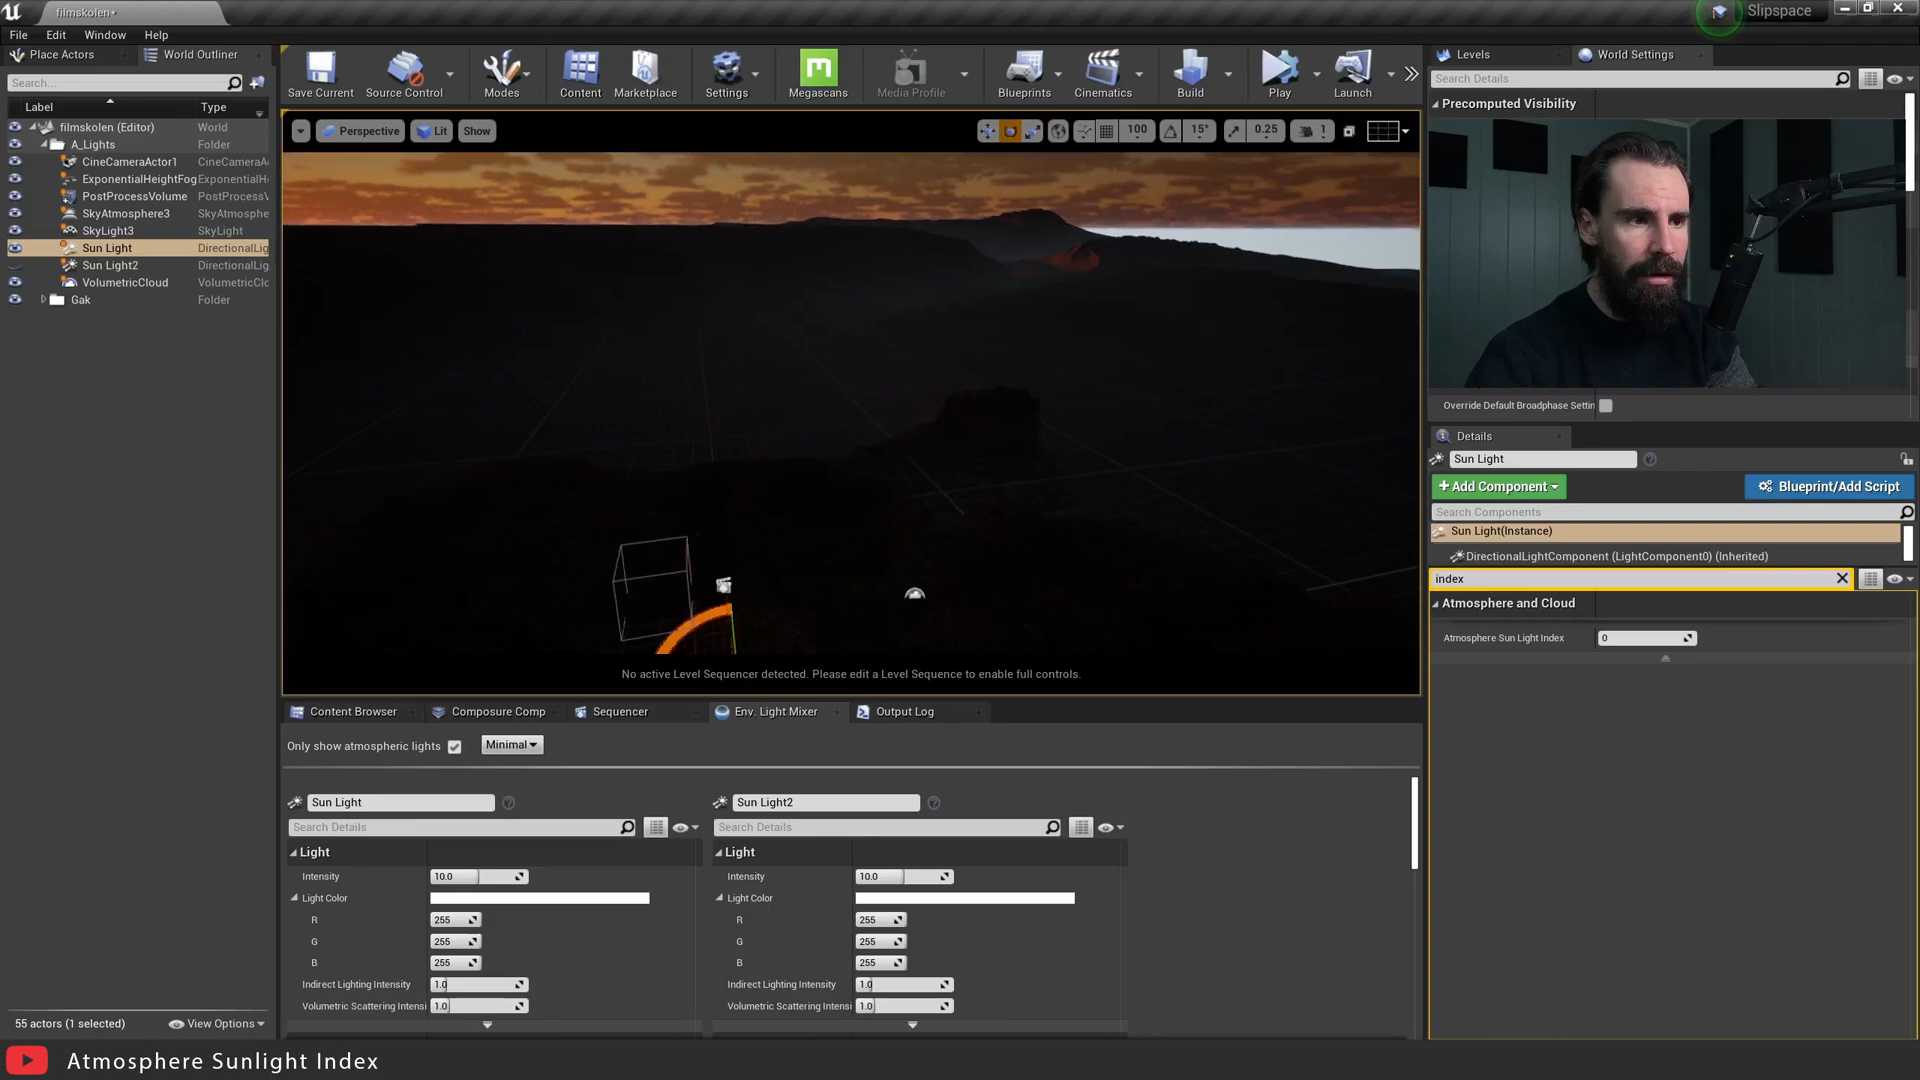 filmskolen•
Slipspace
File Edit Window Help
Place Actors World Outliner
Search...
Label Type
filmskolen (Editor) World
A_Lights Folder
CineCameraActor1 CineCameraA
ExponentialHeightFog ExponentialHe
PostProcessVolume PostProcessV
SkyAtmosphere3 SkyAtmosphe
SkyLight3 SkyLight
Sun Light DirectionalLig
Sun Light2 DirectionalLig
VolumetricCloud VolumetricClo
Gak Folder
55 actors (1 selected) View Options
Save Current Source Control Modes Content Marketplace Settings Megascans Media Profile Blueprints Cinematics Build Play Launch
Perspective Lit Show
100 15° 0.25 1
No active Level Sequencer detected. Please edit a Level Sequence to enable full controls.
Content Browser Composure Comp Sequencer Env. Light Mixer Output Log
Only show atmospheric lights Minimal
Sun Light Sun Light2
Search Details Search Details
Light Light
Intensity 10.0 Intensity 10.0
Light Color Light Color
R 255 R 255
G 255 G 255
B 255 B 255
Indirect Lighting Intensity 1.0 Indirect Lighting Intensity 1.0
Volumetric Scattering Intensi 1.0 Volumetric Scattering Intensi 1.0
Levels World Settings
Search Details
Precomputed Visibility
Override Default Broadphase Settin
Details
Sun Light
+Add Component Blueprint/Add Script
Search Components
Sun Light(Instance)
DirectionalLightComponent (LightComponent0) (Inherited)
index
Atmosphere and Cloud
Atmosphere Sun Light Index 0
Atmosphere Sunlight Index